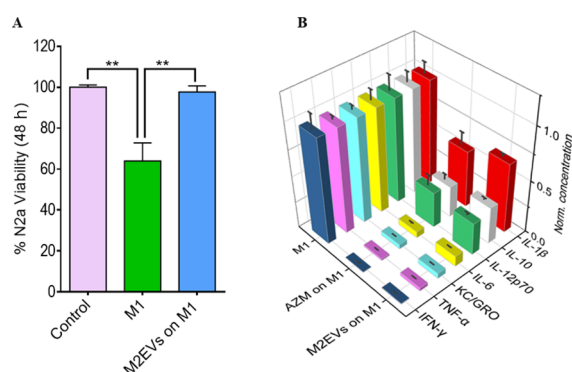 A
% N2a Viability (48 h)
120
100
80
60
40
20
0
**
**
Control
M1
M2EVs on M1
B
1.0
0.5
0.0
Norm. concentration
M1
AZM on M1
M2EVs on M1
IL-1β
IL-10
IL-12p70
IL-6
KC/GRO
TNF-α
IFN-γ